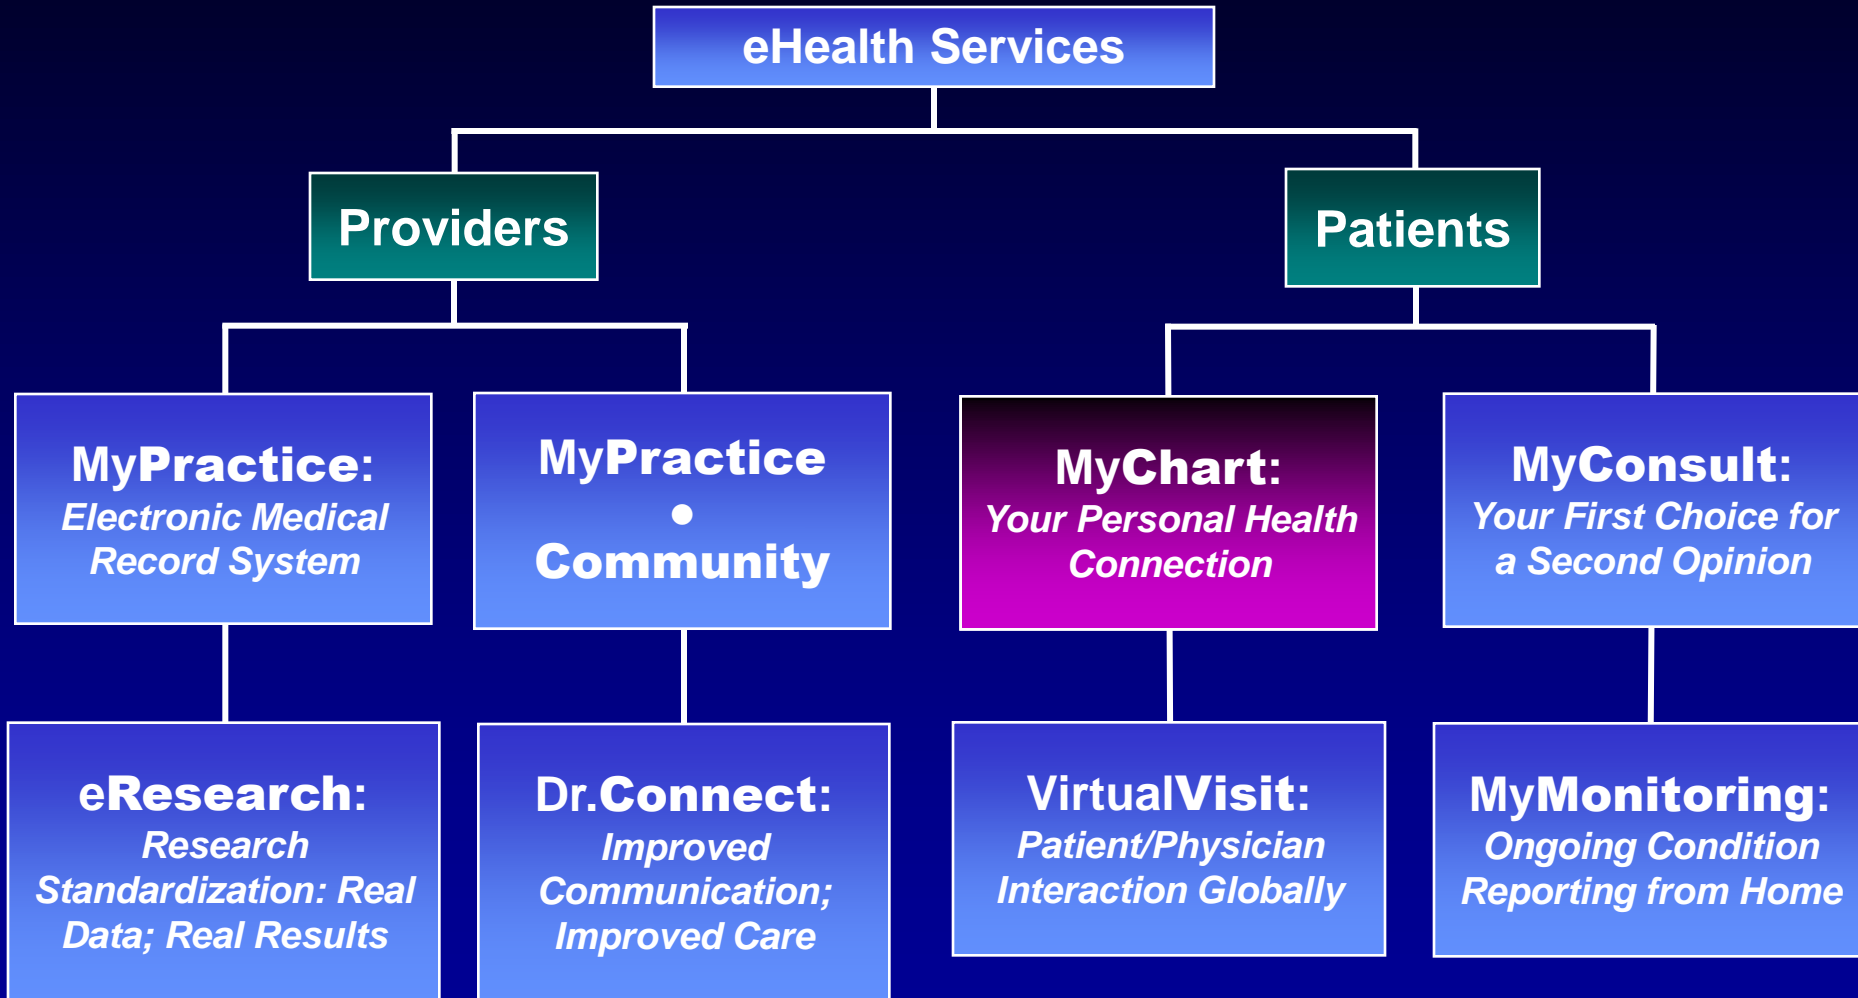 eHealth Services
Providers
Patients
MyPractice:
Electronic Medical
Record System
MyPractice
•
Community
MyChart:
Your Personal Health
Connection
MyConsult:
Your First Choice for
a Second Opinion
eResearch:
Research
Standardization: Real
Data; Real Results
Dr.Connect:
Improved
Communication;
Improved Care
VirtualVisit:
Patient/Physician
Interaction Globally
MyMonitoring:
Ongoing Condition
Reporting from Home